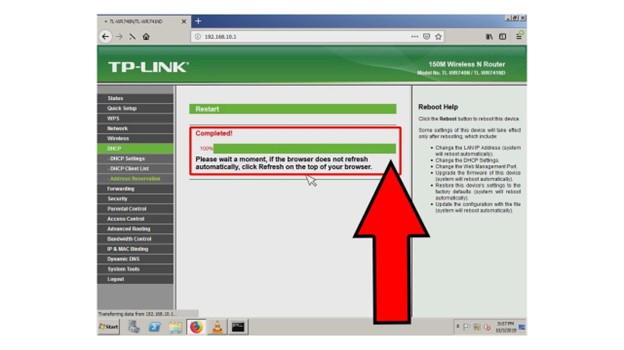 TL-WR740N/TL-WR741ND
192.168.10.1
TP-LINK
150M Wireless N Router
Model No. TL-WR740N / TL-WR741ND
Status
Quick Setup
WPS
Network
Wireless
DHCP
- DHCP Settings
- DHCP Client List
- Address Reservation
Forwarding
Security
Parental Control
Access Control
Advanced Routing
Bandwidth Control
IP & MAC Binding
Dynamic DNS
System Tools
Logout
Restart
Completed!
100%
Please wait a moment, if the browser does not refresh
automatically, click Refresh on the top of your browser.
Reboot Help
Click the Reboot button to reboot this device.
Some settings of this device will take effect
only after rebooting, which include:
• Change the LAN IP Address (system
will reboot automatically).
• Change the DHCP Settings.
• Change the Web Management Port.
• Upgrade the firmware of this device
(system will reboot automatically).
• Restore this device's settings to the
factory defaults (system will reboot
automatically).
• Update the configuration with the file
(system will reboot automatically).
Transferring data from 192.168.10.1...
Start